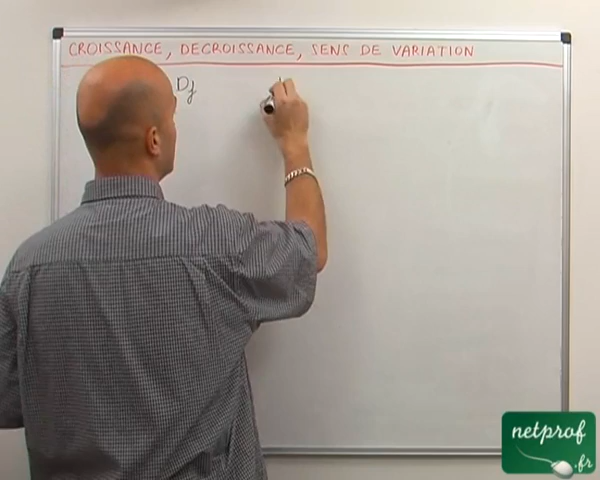 CROISSANCE, DECROISSANCE, SENS DE VARIATION
Df
netprof
.fr